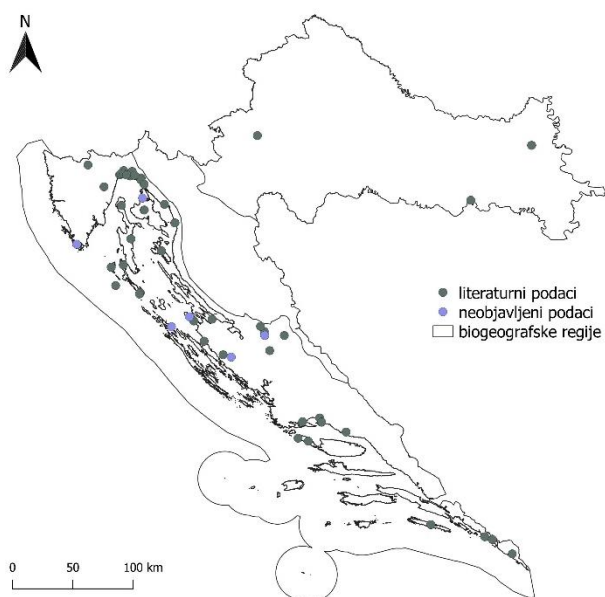 N
literaturni podaci
neobjavljeni podaci
biogeografske regije
0 50 100 km